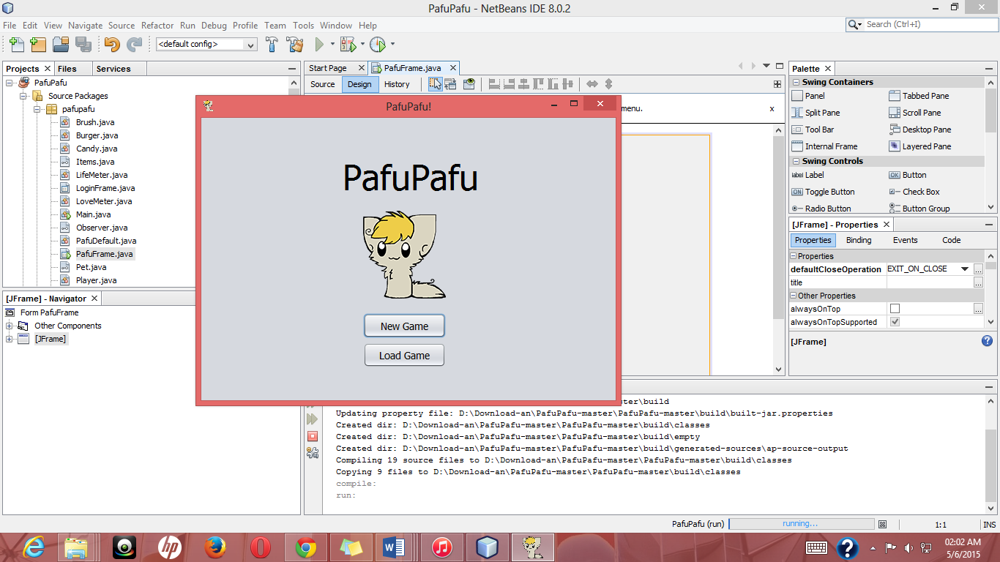 PafuPafu - NetBeans IDE 8.0.2
File Edit View Navigate Source Refactor Run Debug Profile Team Tools Window Help
Search (Ctrl+I)
<default config>
Projects Files Services
PafuPafu
Source Packages
pafupafu
Brush.java
Burger.java
Candy.java
Items.java
LifeMeter.java
LoginFrame.java
LoveMeter.java
Main.java
Observer.java
PafuDefault.java
PafuFrame.java
Pet.java
Player.java
[JFrame] - Navigator
Form PafuFrame
Other Components
[JFrame]
Start Page PafuFrame.java
Source Design History
menu. x
PafuPafu!
PafuPafu
New Game
Load Game
Palette
Swing Containers
Panel Tabbed Pane
Split Pane Scroll Pane
Tool Bar Desktop Pane
Internal Frame Layered Pane
Swing Controls
label Label OK Button
ON Toggle Button Check Box
Radio Button Button Group
[JFrame] - Properties
Properties Binding Events Code
Properties
defaultCloseOperation EXIT_ON_CLOSE ...
title ...
Other Properties
alwaysOnTop ...
alwaysOnTopSupported
[JFrame]
ster\build
Updating property file: D:\Download-an\PafuPafu-master\PafuPafu-master\build\built-jar.properties
Created dir: D:\Download-an\PafuPafu-master\PafuPafu-master\build\classes
Created dir: D:\Download-an\PafuPafu-master\PafuPafu-master\build\empty
Created dir: D:\Download-an\PafuPafu-master\PafuPafu-master\build\generated-sources\ap-source-output
Compiling 19 source files to D:\Download-an\PafuPafu-master\PafuPafu-master\build\classes
Copying 9 files to D:\Download-an\PafuPafu-master\PafuPafu-master\build\classes
compile:
run:
PafuPafu (run) running... 1:1 INS
hp
02:02 AM
5/6/2015